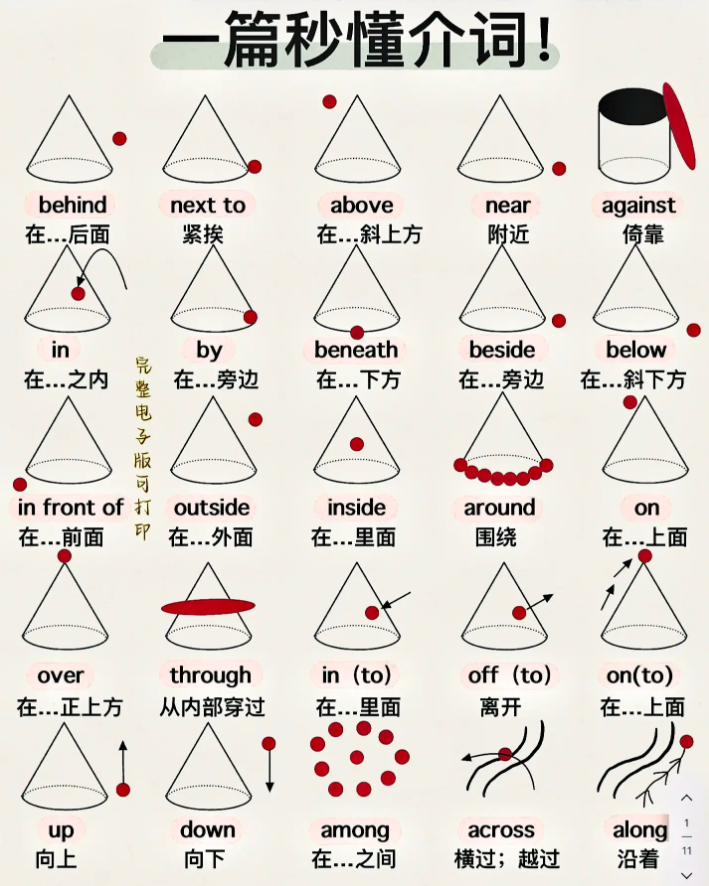 一篇秒懂介词!
behind
next to
above
near
against
在...后面
紧挨
在...斜上方
附近
倚靠
in
by
beneath
beside
below
在...之内
在...旁边
在...下方
在...旁边
在...斜下方
完整电子版可打印
in front of
outside
inside
around
on
在...前面
在...外面
在...里面
围绕
在...上面
over
through
in (to)
off (to)
on(to)
在...正上方
从内部穿过
在...里面
离开
在...上面
up
down
among
across
along
向上
向下
在...之间
横过；越过
沿着
1
11